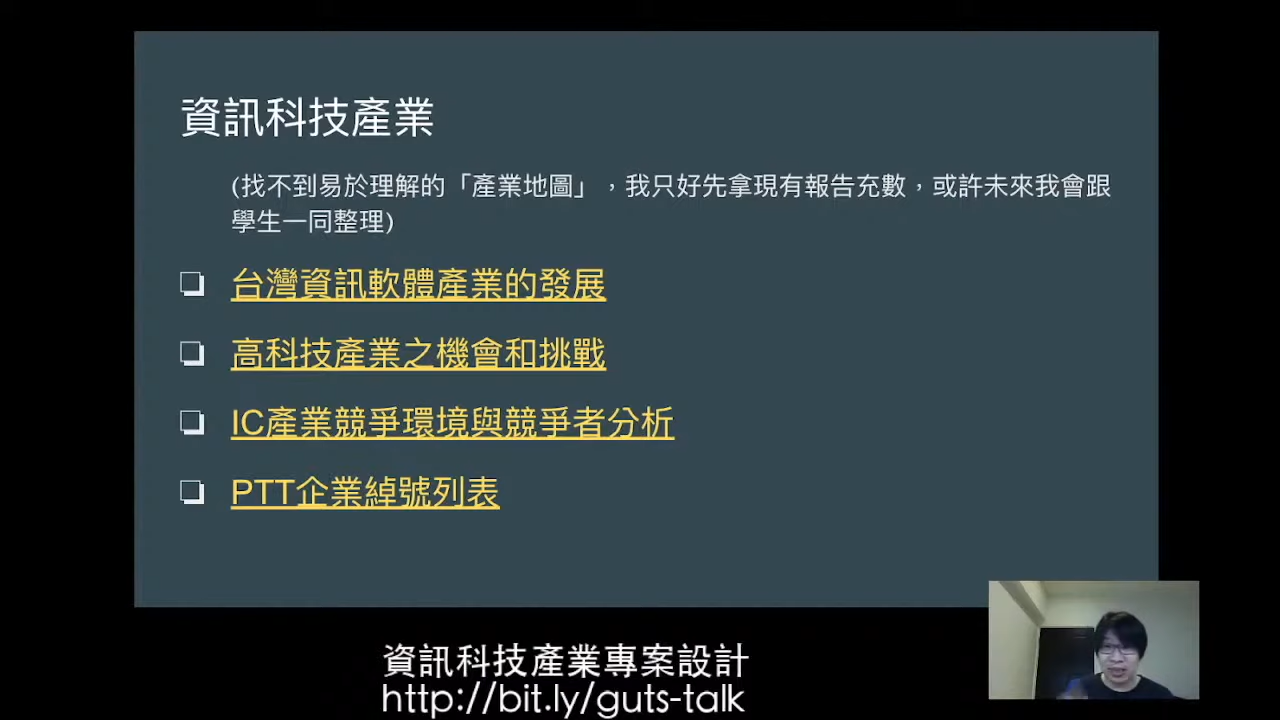 資訊科技產業
(找不到易於理解的「產業地圖」，我只好先拿現有報告充數，或許未來我會跟
學生一同整理)
台灣資訊軟體產業的發展
高科技產業之機會和挑戰
IC產業競爭環境與競爭者分析
PTT企業綽號列表
資訊科技產業專案設計
http://bit.ly/guts-talk